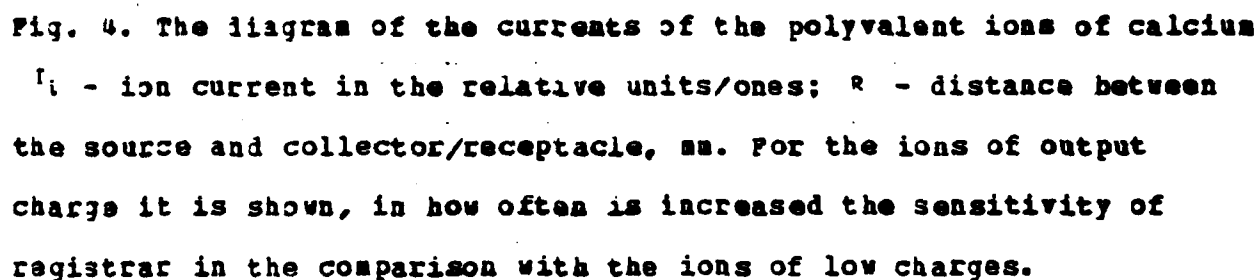 Fig. 4. The diagram of the currents of the polyvalent ions of calcium
I_i - ion current in the relative units/ones; R - distance between
the source and collector/receptacle, mm. For the ions of output
charge it is shown, in how often is increased the sensitivity of
registrar in the comparison with the ions of low charges.